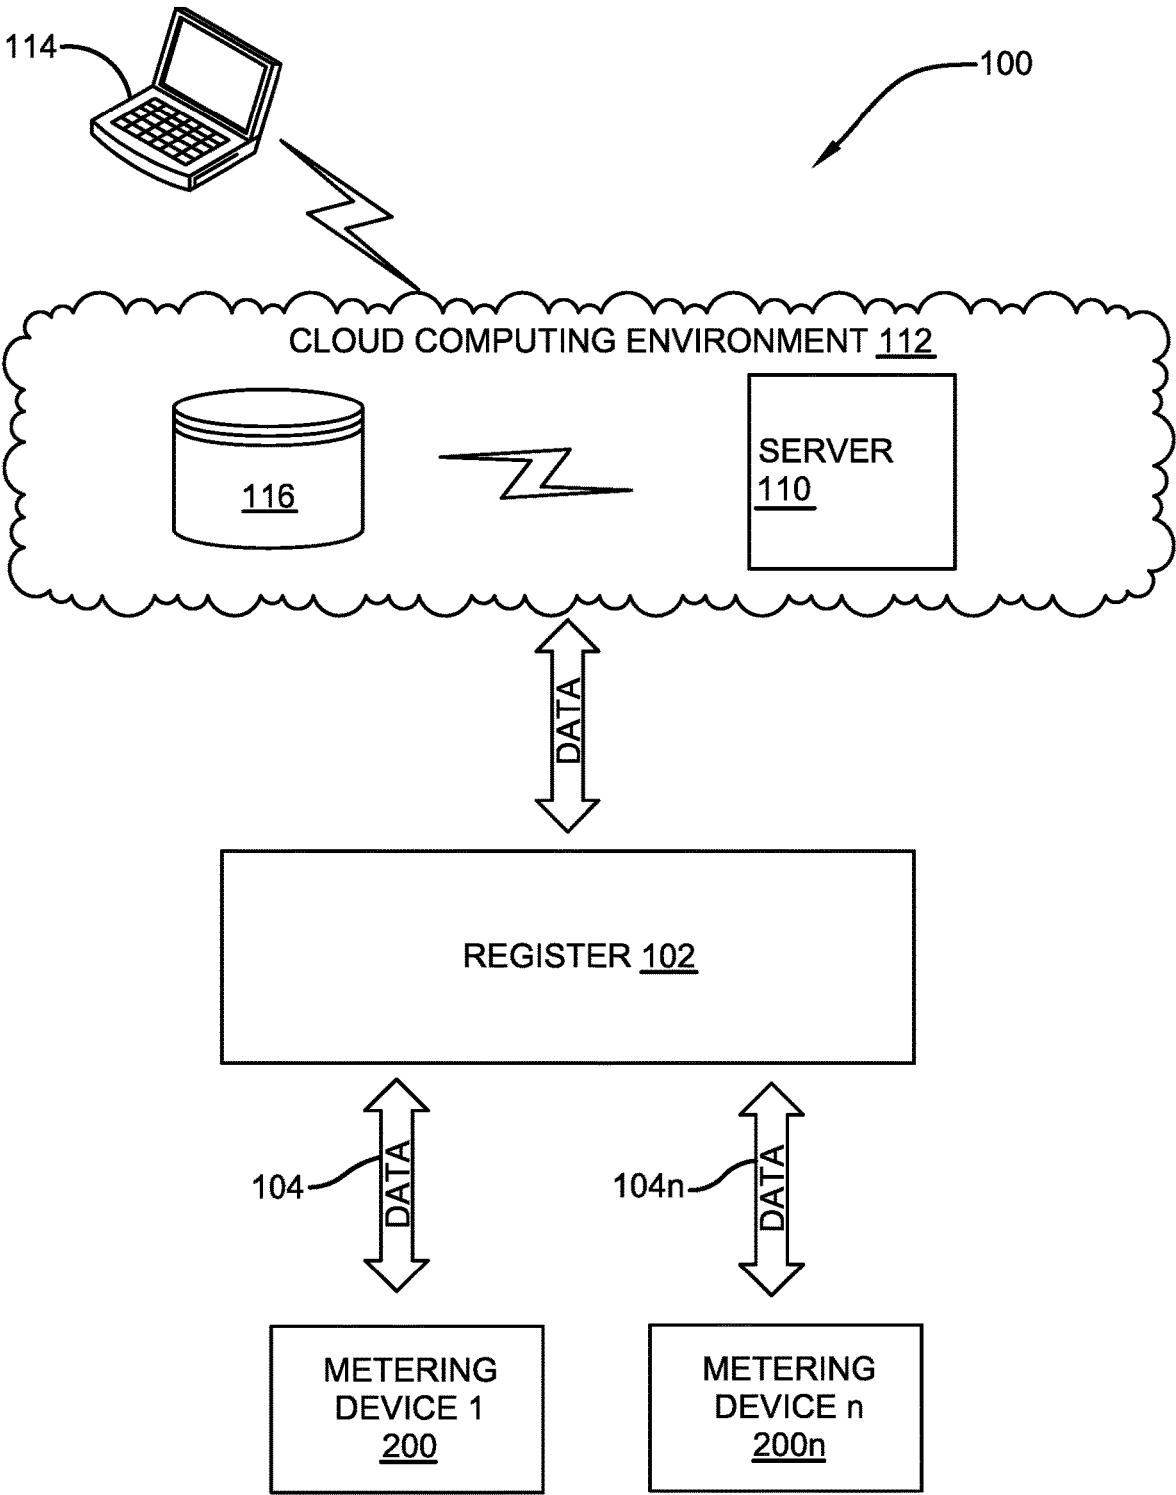 114
100
CLOUD COMPUTING ENVIRONMENT 112
116
SERVER
110
DATA
REGISTER 102
104
DATA
104n
DATA
METERING
DEVICE 1
200
METERING
DEVICE n
200n